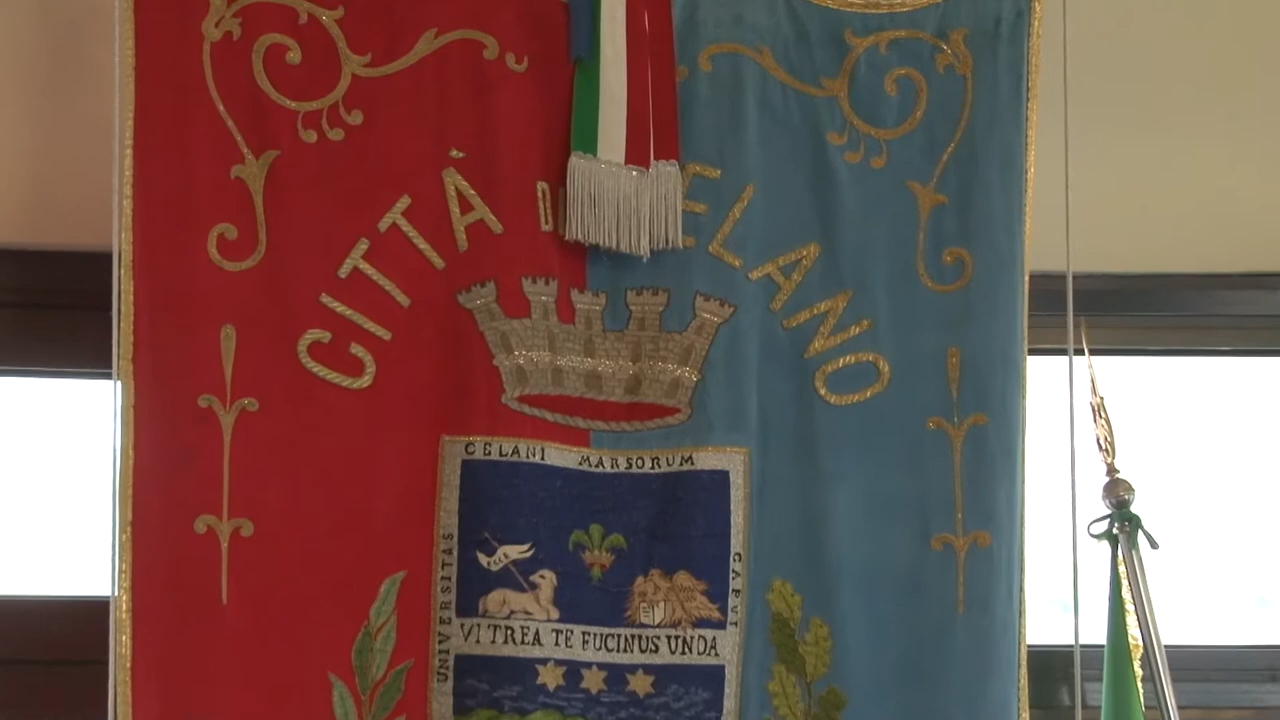 CITTÀ D ELANO
CELANI MARSORUM
UNIVERSITAS
CAPUT
VITREA TE FUCINUS UNDA